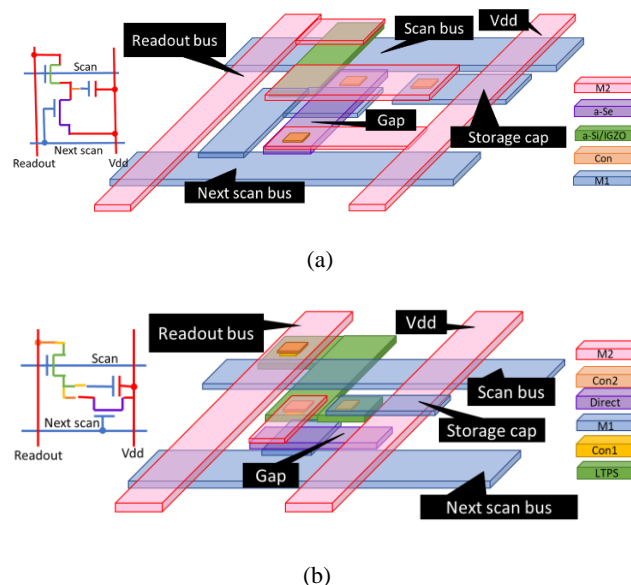 Readout bus
Scan bus
Vdd
Scan
Gap
Storage cap
Readout
Next scan
Vdd
Next scan bus
M2
a-Se
a-Si/IGZO
Con
M1
(a)
Readout bus
Vdd
Scan
Scan bus
Storage cap
Next scan
Readout
Vdd
Gap
Next scan bus
M2
Con2
Direct
M1
Con1
LTPS
(b)